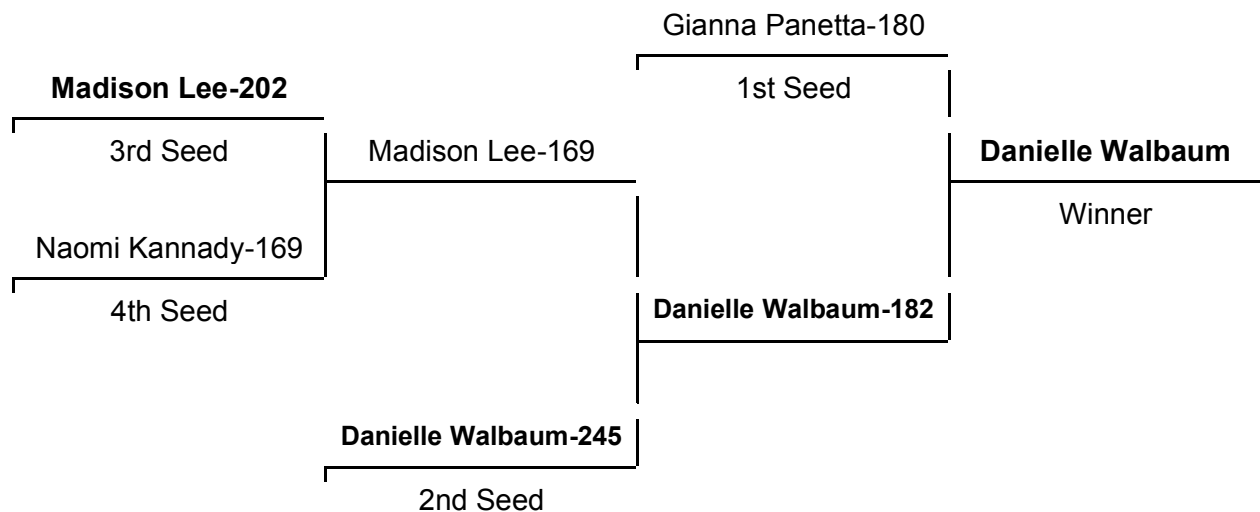 Gianna Panetta-180
Madison Lee-202
1st Seed
3rd Seed
Madison Lee-169
Danielle Walbaum
Winner
Naomi Kannady-169
4th Seed
Danielle Walbaum-182
Danielle Walbaum-245
2nd Seed